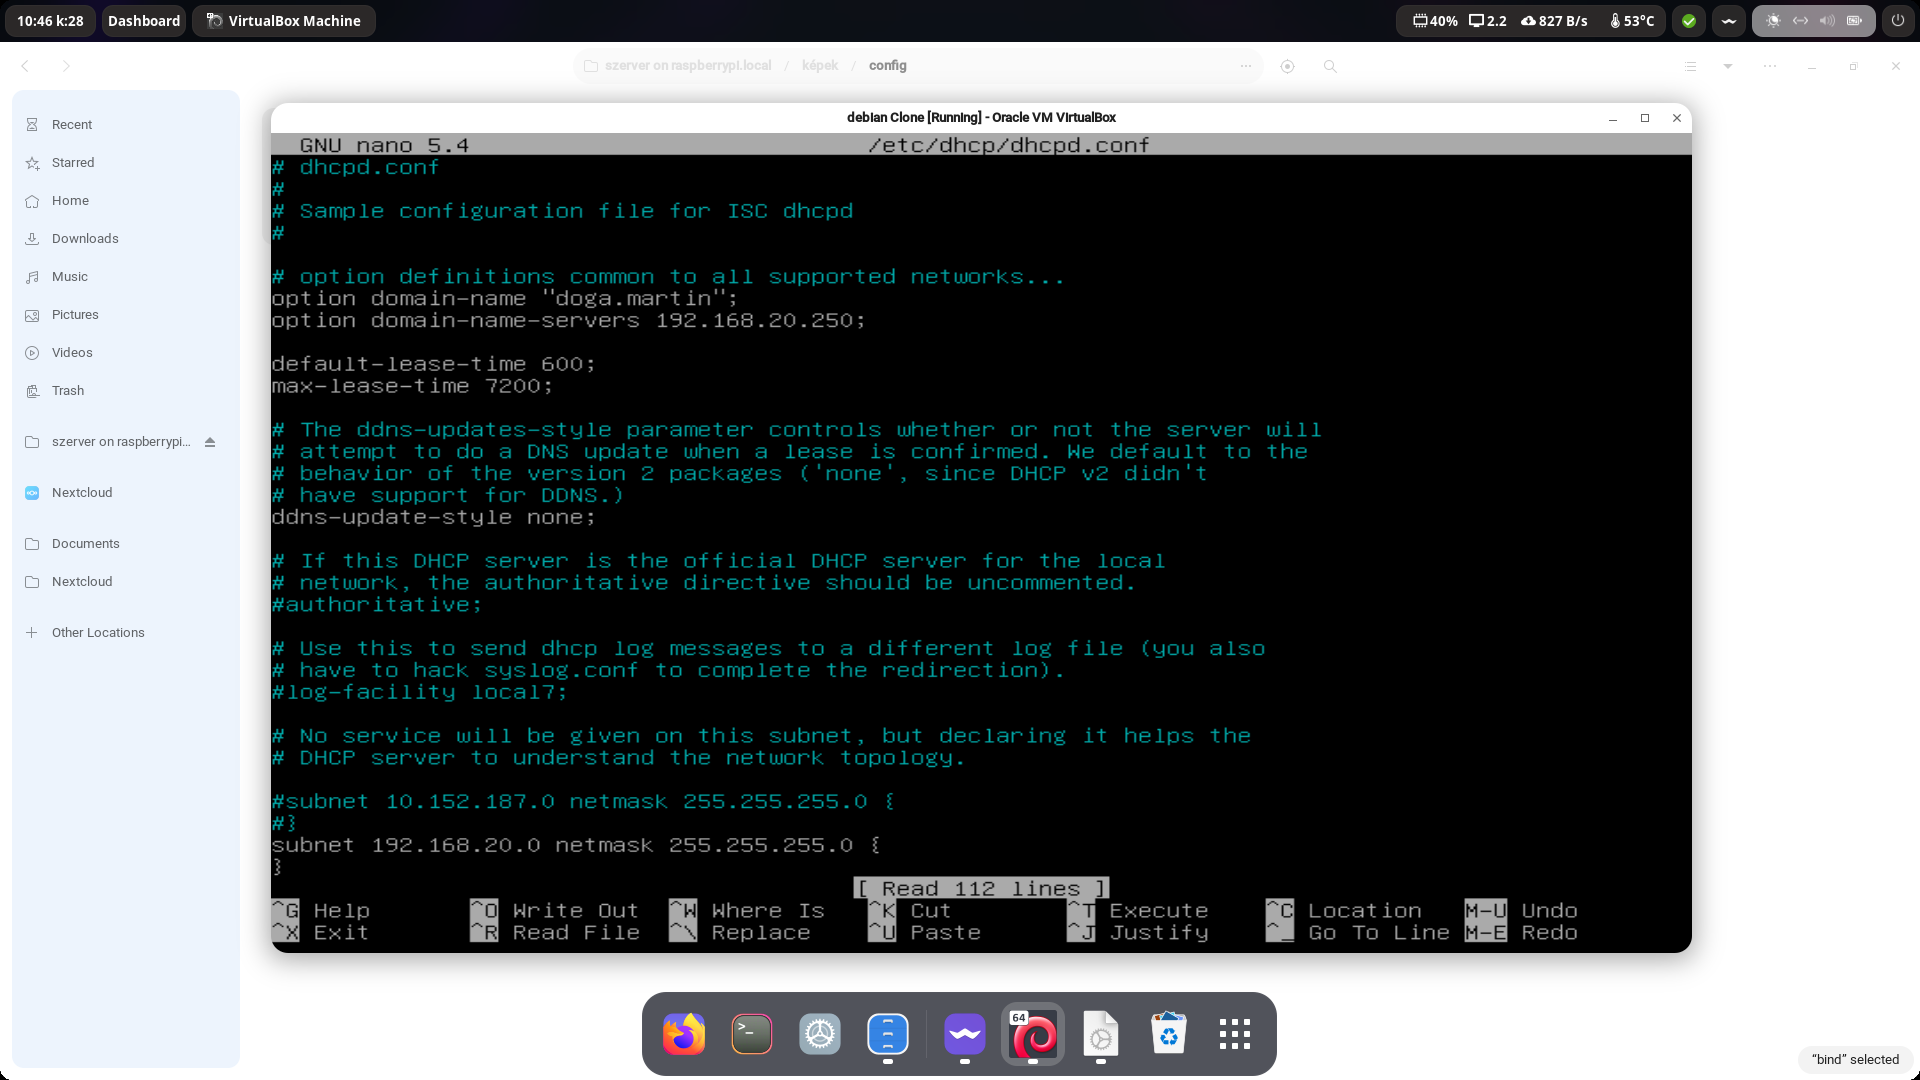 10:46 k:28 Dashboard VirtualBox Machine 40% 2.2 827 B/s 53°C
szerver on raspberrypi.local / képek / config
Recent
Starred
Home
Downloads
Music
Pictures
Videos
Trash
szerver on raspberrypi...
Nextcloud
Documents
Nextcloud
Other Locations
debian Clone [Running] - Oracle VM VirtualBox
GNU nano 5.4 /etc/dhcp/dhcpd.conf
# dhcpd.conf
#
# Sample configuration file for ISC dhcpd
#
# option definitions common to all supported networks...
option domain-name "doga.martin";
option domain-name-servers 192.168.20.250;
default-lease-time 600;
max-lease-time 7200;
# The ddns-updates-style parameter controls whether or not the server will
# attempt to do a DNS update when a lease is confirmed. We default to the
# behavior of the version 2 packages ('none', since DHCP v2 didn't
# have support for DDNS.)
ddns-update-style none;
# If this DHCP server is the official DHCP server for the local
# network, the authoritative directive should be uncommented.
#authoritative;
# Use this to send dhcp log messages to a different log file (you also
# have to hack syslog.conf to complete the redirection).
#log-facility local7;
# No service will be given on this subnet, but declaring it helps the
# DHCP server to understand the network topology.
#subnet 10.152.187.0 netmask 255.255.255.0 {
#}
subnet 192.168.20.0 netmask 255.255.255.0 {
}
[ Read 112 lines ]
^G Help ^O Write Out ^W Where Is ^K Cut ^T Execute ^C Location M-U Undo
^X Exit ^R Read File ^\ Replace ^U Paste ^J Justify ^_ Go To Line M-E Redo
64
"bind" selected